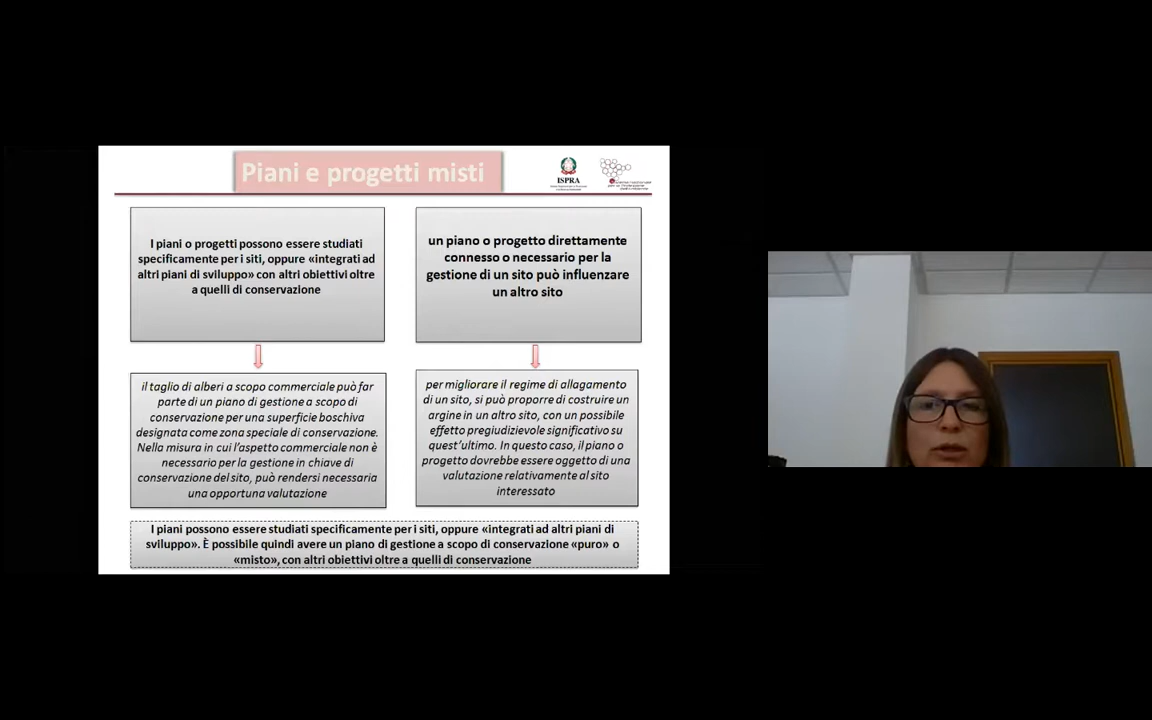 Piani e progetti misti
ISPRA
I piani o progetti possono essere studiati
specificamente per i siti, oppure «integrati ad
altri piani di sviluppo» con altri obiettivi oltre
a quelli di conservazione
un piano o progetto direttamente
connesso o necessario per la
gestione di un sito può influenzare
un altro sito
il taglio di alberi a scopo commerciale può far
parte di un piano di gestione a scopo di
conservazione per una superficie boschiva
designata come zona speciale di conservazione.
Nella misura in cui l'aspetto commerciale non è
necessario per la gestione in chiave di
conservazione del sito, può rendersi necessaria
una opportuna valutazione
per migliorare il regime di allagamento
di un sito, si può proporre di costruire un
argine in un altro sito, con un possibile
effetto pregiudizievole significativo su
quest'ultimo. In questo caso, il piano o
progetto dovrebbe essere oggetto di una
valutazione relativamente al sito
interessato
I piani possono essere studiati specificamente per i siti, oppure «integrati ad altri piani di
sviluppo». È possibile quindi avere un piano di gestione a scopo di conservazione «puro» o
«misto», con altri obiettivi oltre a quelli di conservazione